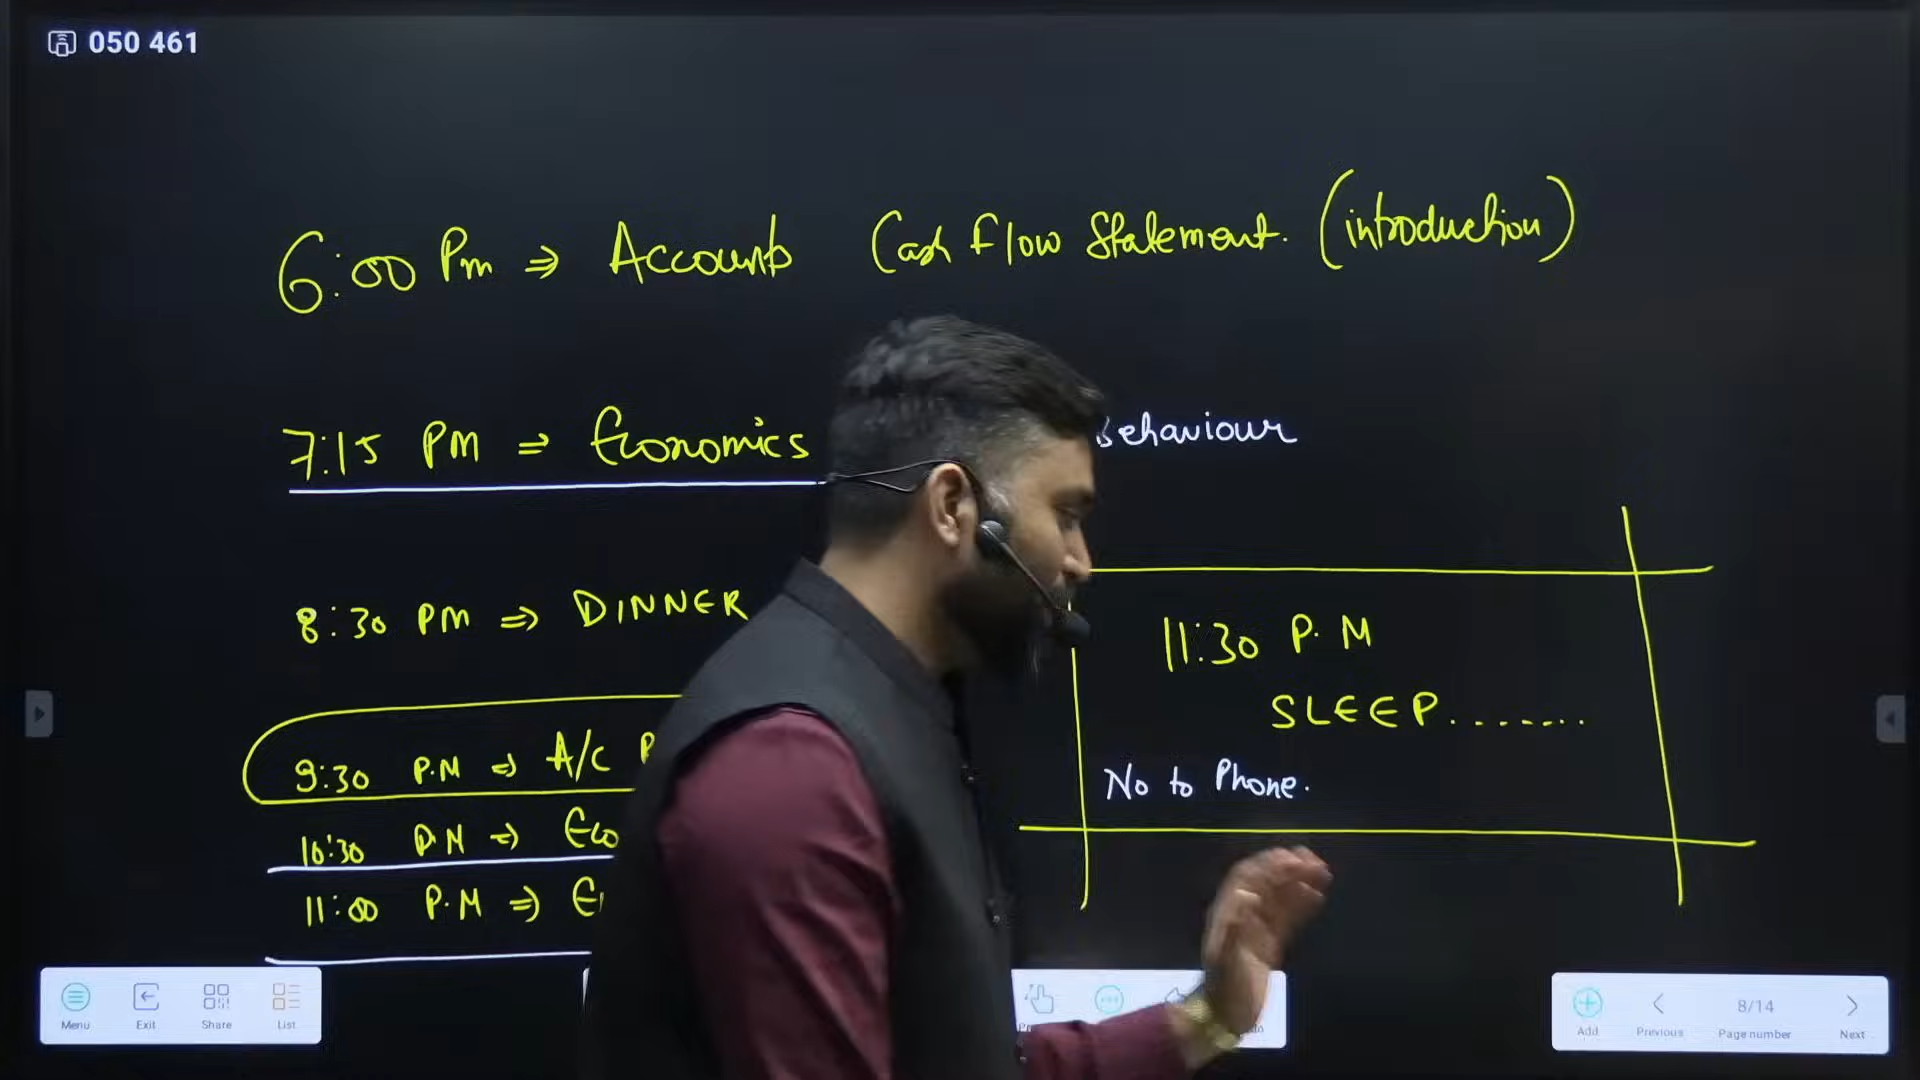 050 461
6:00 Pm ⇒ Accounts Cash Flow Statement. (introduction)
7:15 PM ⇒ Economics Behaviour
8:30 PM ⇒ DINNER
11:30 P.M
SLEEP.......
No to Phone.
9:30 P.M ⇒ A/C
10:30 P.M ⇒ Eco
11:00 P.M ⇒
Menu Exit Share List
Add Previous 8/14 Page number Next